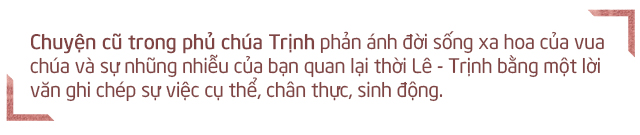 Chuyện cũ trong phủ chúa Trịnh phản ánh đời sống xa hoa của vua
chúa và sự những nhiễu của bạn quan lại thời Lê - Trịnh bằng một lời
văn ghi chép sự việc cụ thể, chân thực, sinh động.